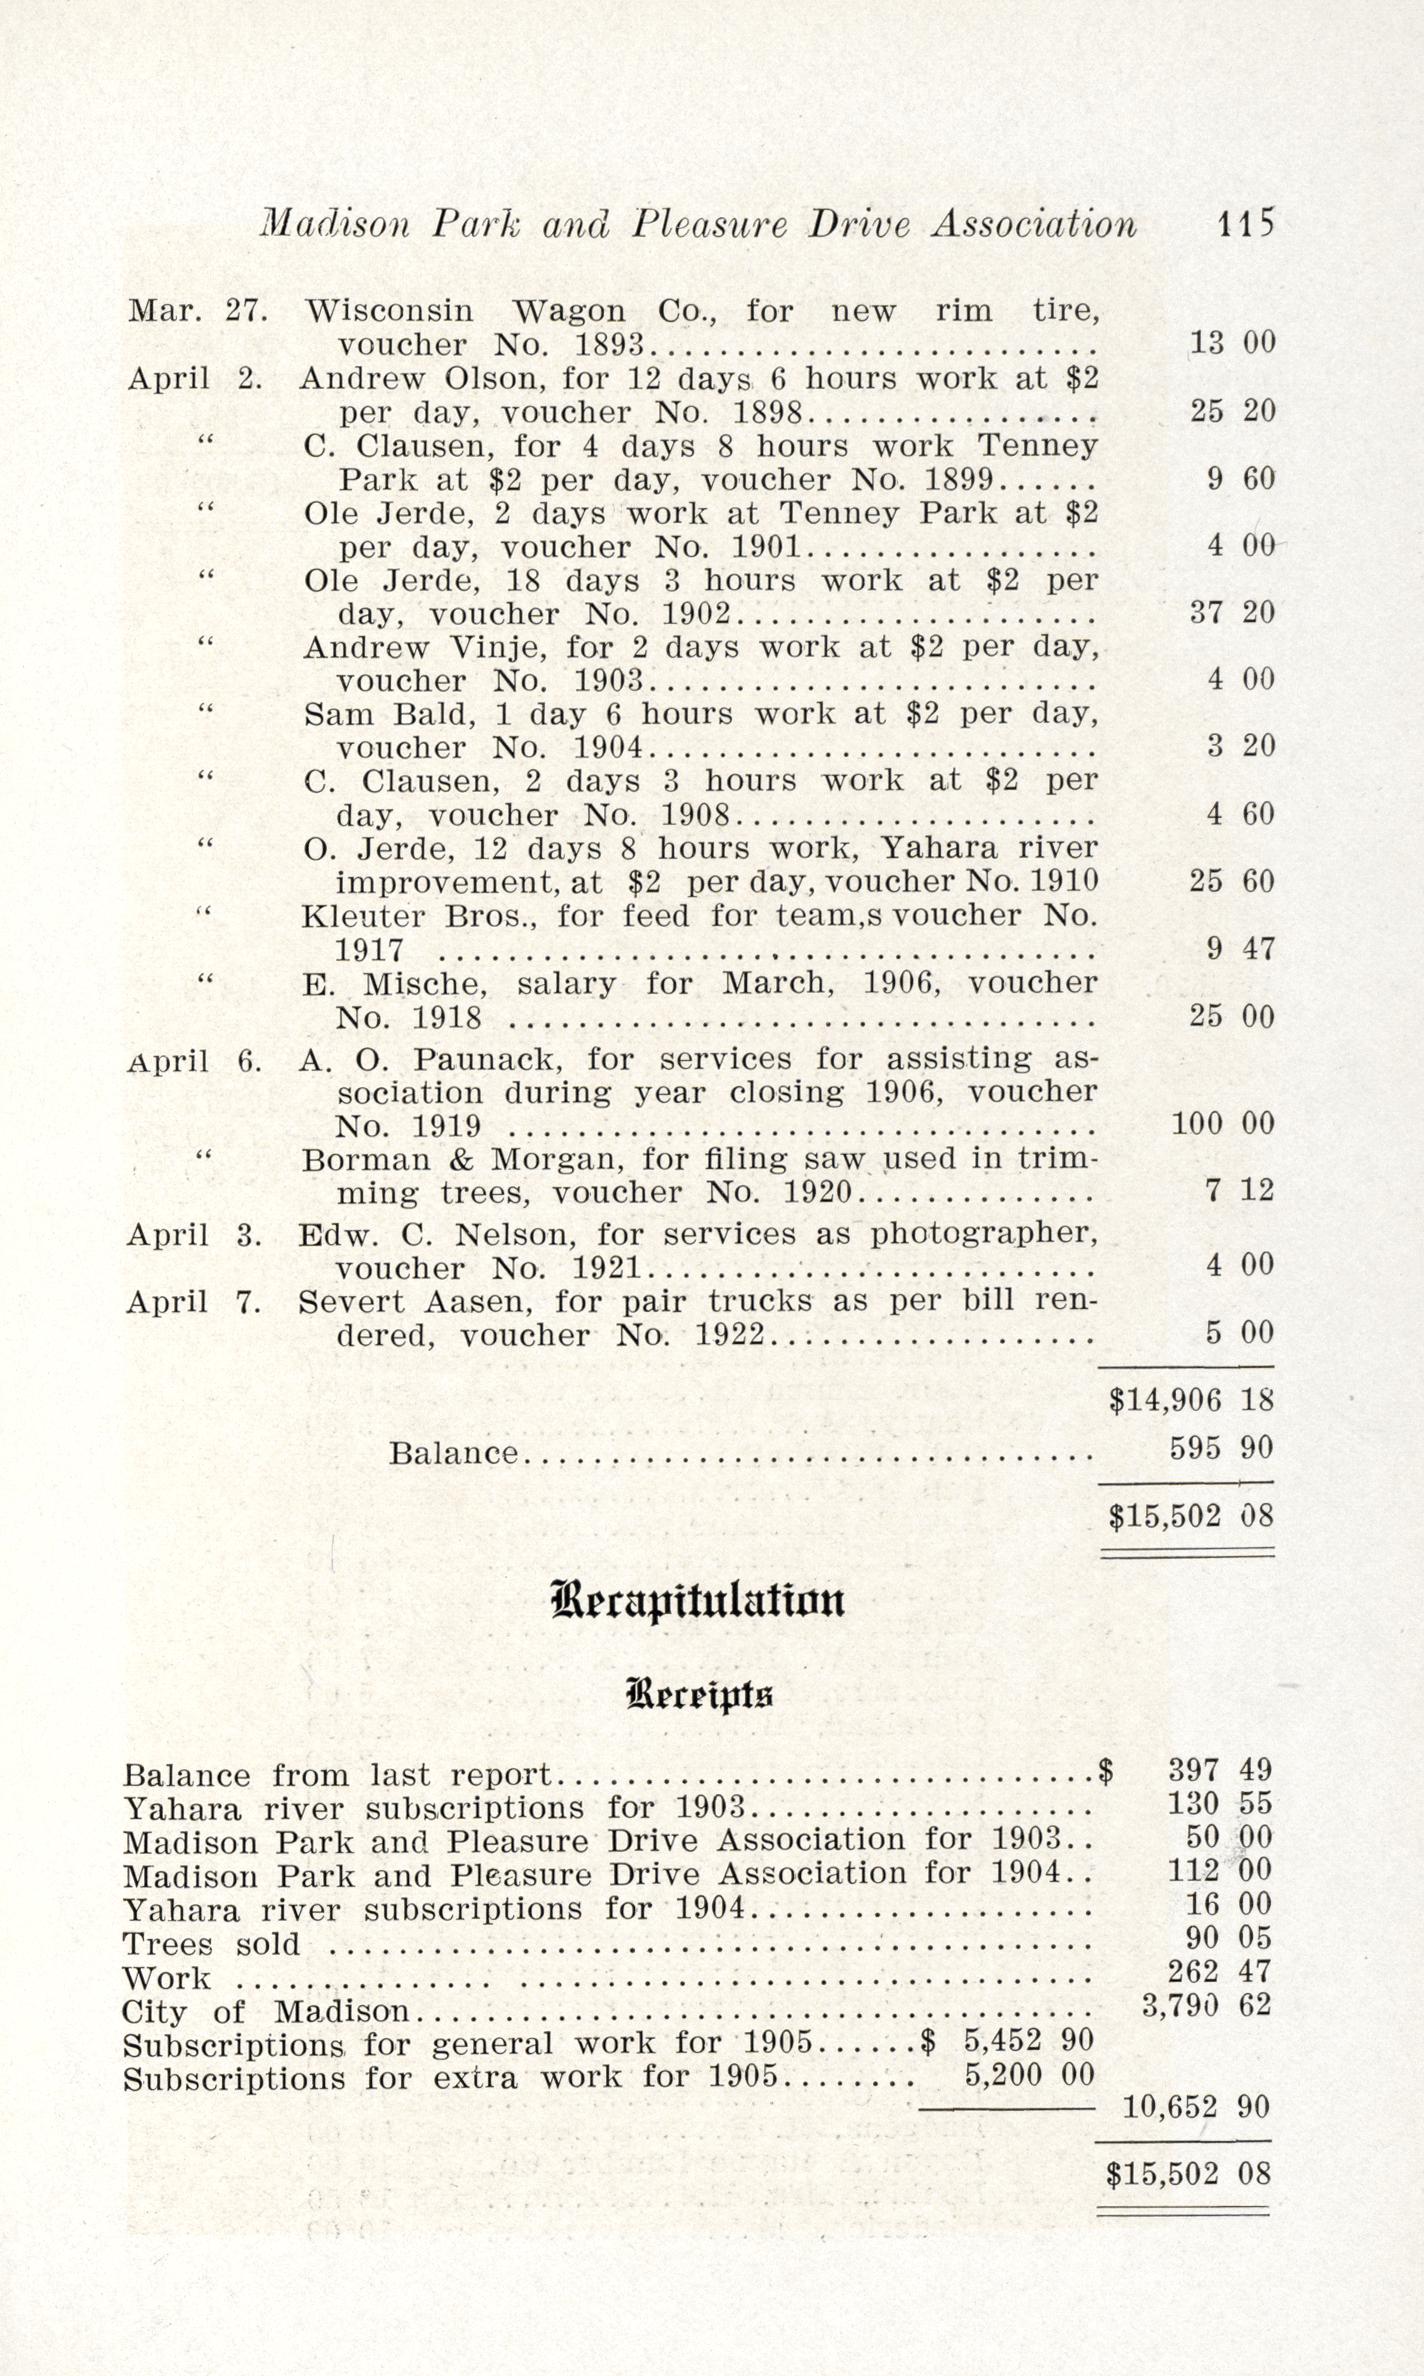 Madison Park and Pleasure Drive Association 115
Mar. 27. Wisconsin Wagon Co., for new rim tire,
voucher No. 1893.......................... 13 00
April 2. Andrew Olson, for 12 days 6 hours work at $2
per day, voucher No. 1898................. 25 20
“ C. Clausen, for 4 days 8 hours work Tenney
Park at $2 per day, voucher No. 1899...... 9 60
“ Ole Jerde, 2 days work at Tenney Park at $2
per day, voucher No. 1901................. 4 00
“ Ole Jerde, 18 days 3 hours work at $2 per
day, voucher No. 1902..................... 37 20
“ Andrew Vinje, for 2 days work at $2 per day,
voucher No. 1903.......................... 4 00
“ Sam Bald, 1 day 6 hours work at $2 per day,
voucher No. 1904.......................... 3 20
“ C. Clausen, 2 days 3 hours work at $2 per
day, voucher No. 1908..................... 4 60
“ O. Jerde, 12 days 8 hours work, Yahara river
improvement, at $2 per day, voucher No. 1910 25 60
“ Kleuter Bros., for feed for team,s voucher No.
1917 ...................................... 9 47
“ E. Mische, salary for March, 1906, voucher
No. 1918 .................................. 25 00
April 6. A. O. Paunack, for services for assisting as-
sociation during year closing 1906, voucher
No. 1919 .................................. 100 00
“ Borman & Morgan, for filing saw used in trim-
ming trees, voucher No. 1920.............. 7 12
April 3. Edw. C. Nelson, for services as photographer,
voucher No. 1921.......................... 4 00
April 7. Severt Aasen, for pair trucks as per bill ren-
dered, voucher No. 1922................... 5 00
$14,906 18
Balance................................. 595 90
$15,502 08
Recapitulation
Receipts
Balance from last report...............................$ 397 49
Yahara river subscriptions for 1903.................... 130 55
Madison Park and Pleasure Drive Association for 1903.. 50 00
Madison Park and Pleasure Drive Association for 1904.. 112 00
Yahara river subscriptions for 1904.................... 16 00
Trees sold ............................................ 90 05
Work ............... ................................. 262 47
City of Madison....................................... 3,790 62
Subscriptions for general work for 1905......$ 5,452 90
Subscriptions for extra work for 1905........ 5,200 00
10,652 90
$15,502 08